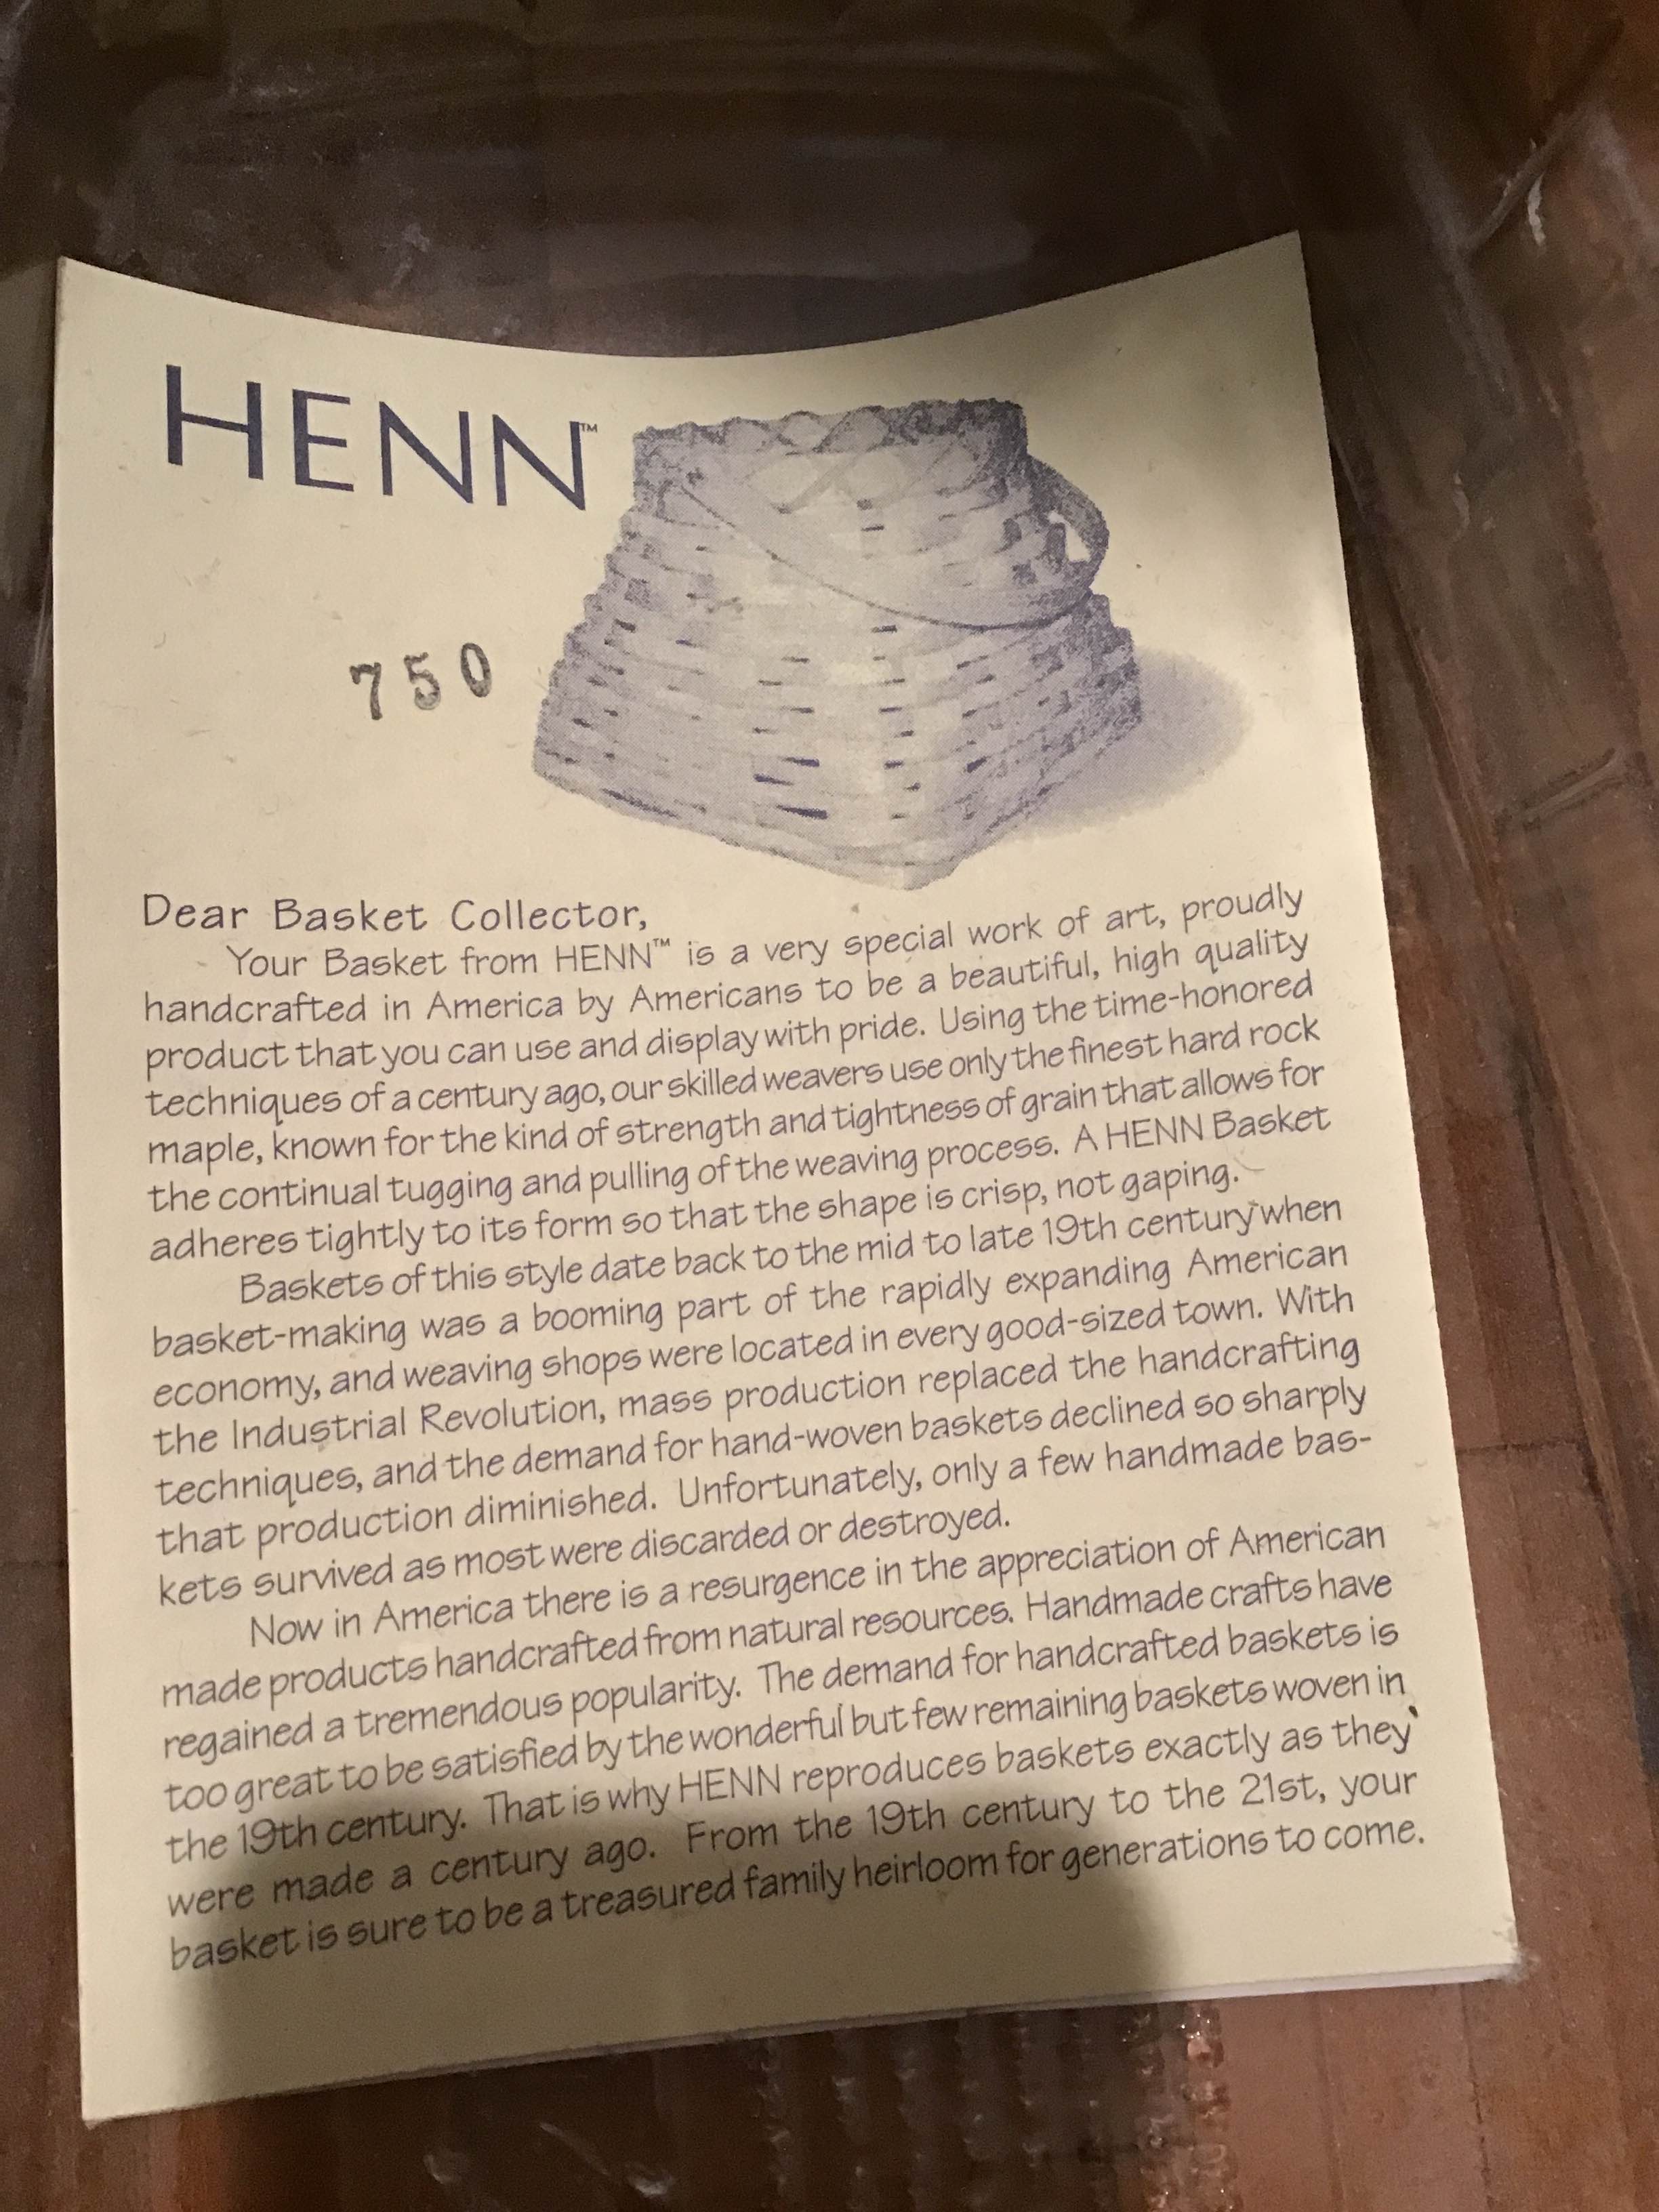 HENN™
750
Dear Basket Collector,
Your Basket from HENN™ is a very special work of art, proudly
handcrafted in America by Americans to be a beautiful, high quality
product that you can use and display with pride. Using the time-honored
techniques of a century ago, our skilled weavers use only the finest hard rock
maple, known for the kind of strength and tightness of grain that allows for
the continual tugging and pulling of the weaving process. A HENN Basket
adheres tightly to its form so that the shape is crisp, not gaping.
Baskets of this style date back to the mid to late 19th century when
basket-making was a booming part of the rapidly expanding American
economy, and weaving shops were located in every good-sized town. With
the Industrial Revolution, mass production replaced the handcrafting
techniques, and the demand for hand-woven baskets declined so sharply
that production diminished. Unfortunately, only a few handmade bas-
kets survived as most were discarded or destroyed.
Now in America there is a resurgence in the appreciation of American
made products handcrafted from natural resources. Handmade crafts have
regained a tremendous popularity. The demand for handcrafted baskets is
too great to be satisfied by the wonderful but few remaining baskets woven in
the 19th century. That is why HENN reproduces baskets exactly as they
were made a century ago. From the 19th century to the 21st, your
basket is sure to be a treasured family heirloom for generations to come.